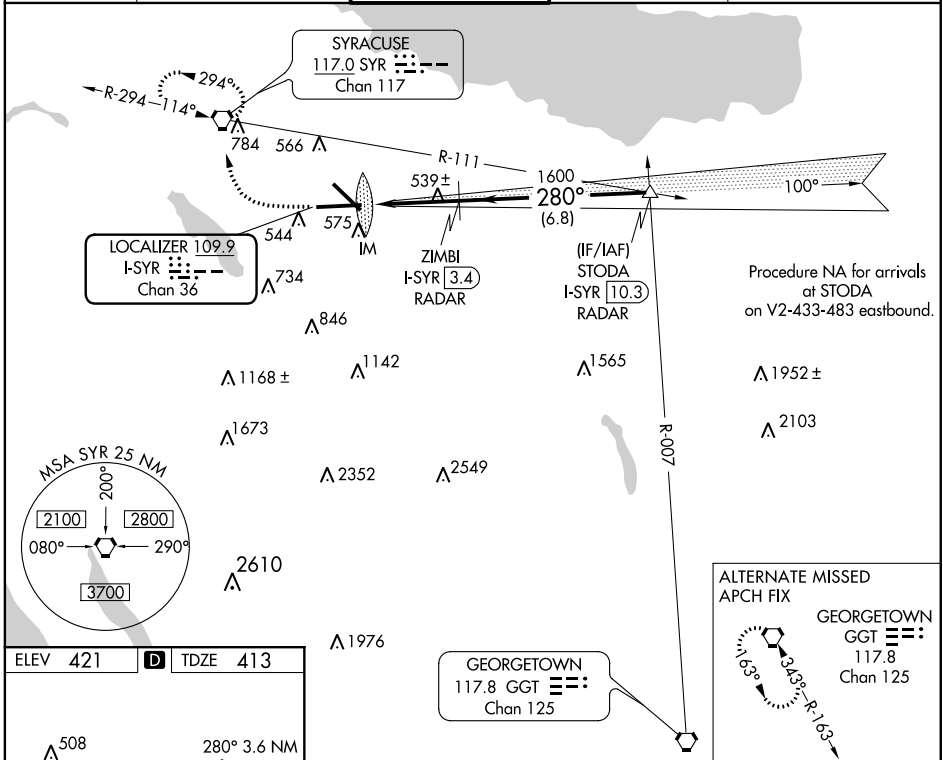 SYRACUSE
117.0 SYR
Chan 117
294°
R-294
114°
784
566
R-111
539±
1600
280°
(6.8)
100°
544
575
IM
LOCALIZER 109.9
I-SYR
Chan 36
ZIMBI
I-SYR 3.4
RADAR
(IF/IAF)
STODA
I-SYR 10.3
RADAR
Procedure NA for arrivals
at STODA
on V2-433-483 eastbound.
734
846
1142
1565
1168 ±
1952 ±
1673
2103
R-007
2352
2549
MSA SYR 25 NM
200°
2100
2800
080°
290°
3700
2610
1976
ALTERNATE MISSED
APCH FIX
GEORGETOWN
GGT
117.8
Chan 125
163°
343°
R-163
GEORGETOWN
117.8 GGT
Chan 125
ELEV 421 D TDZE 413
508
280° 3.6 NM